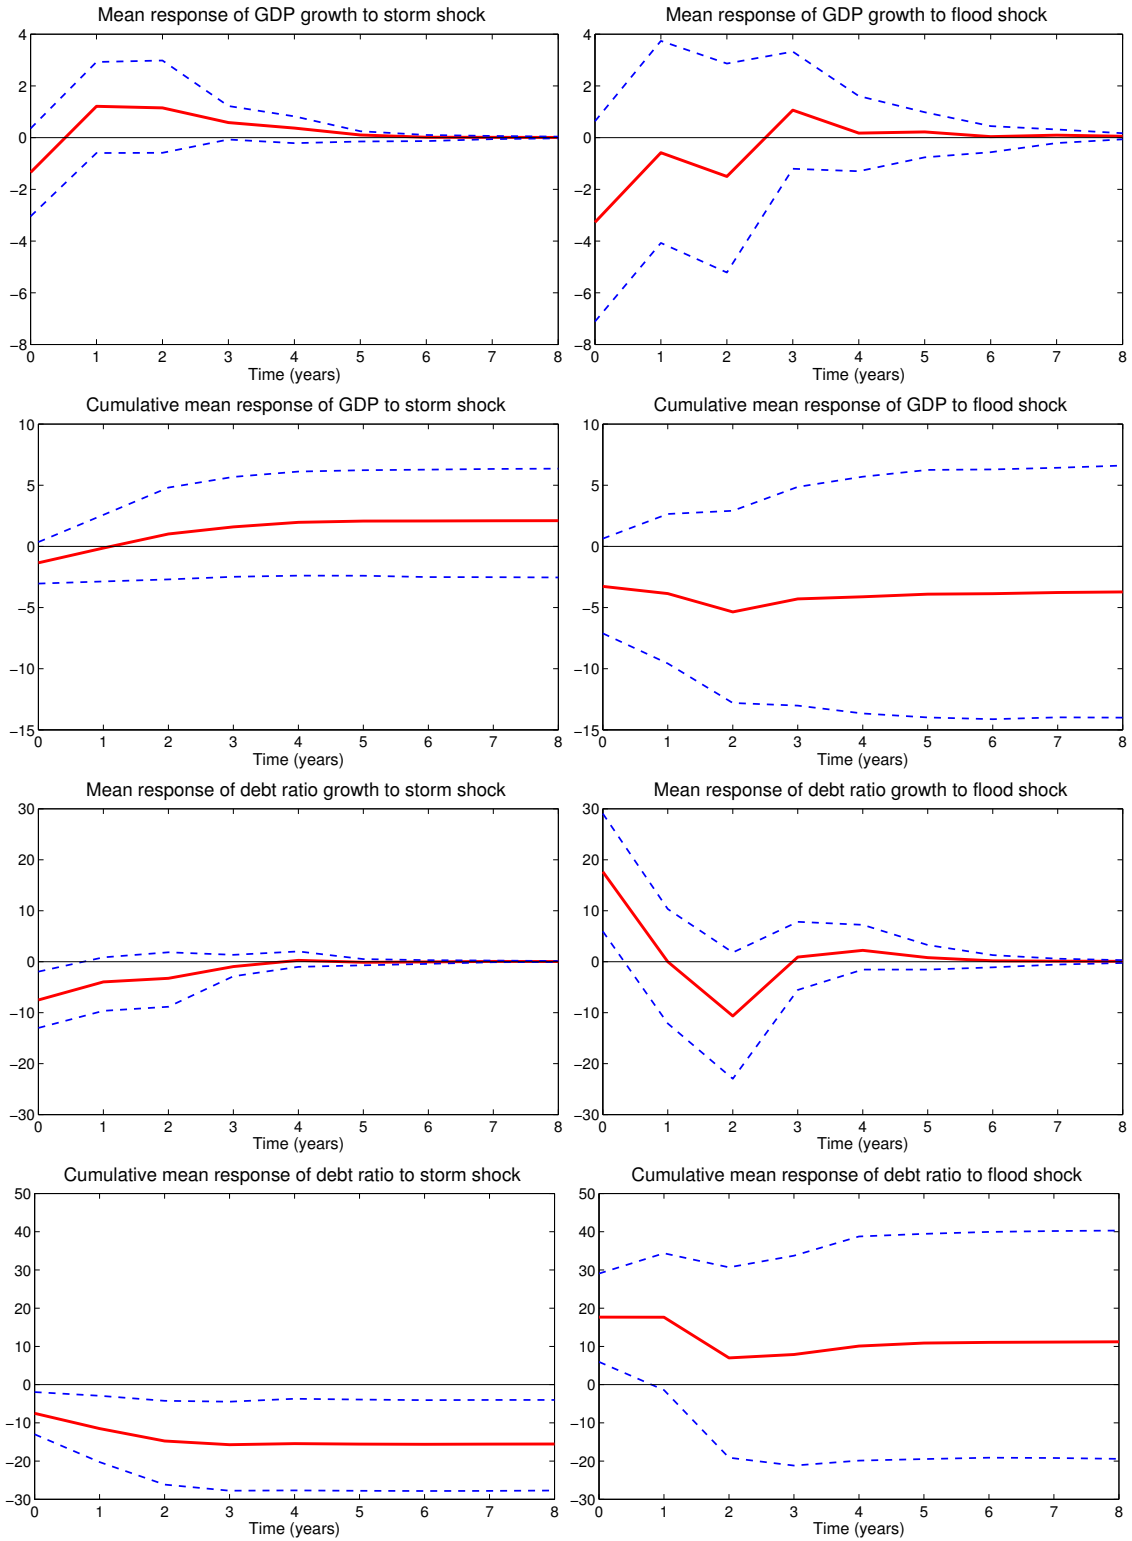 Mean response of GDP growth to storm shock
4
2
0
−2
−4
−6
−8
0 1 2 3 4 5 6 7 8
Time (years)
Mean response of GDP growth to flood shock
4
2
0
−2
−4
−6
−8
0 1 2 3 4 5 6 7 8
Time (years)
Cumulative mean response of GDP to storm shock
10
5
0
−5
−10
−15
0 1 2 3 4 5 6 7 8
Time (years)
Cumulative mean response of GDP to flood shock
10
5
0
−5
−10
−15
0 1 2 3 4 5 6 7 8
Time (years)
Mean response of debt ratio growth to storm shock
30
20
10
0
−10
−20
−30
0 1 2 3 4 5 6 7 8
Time (years)
Mean response of debt ratio growth to flood shock
30
20
10
0
−10
−20
−30
0 1 2 3 4 5 6 7 8
Time (years)
Cumulative mean response of debt ratio to storm shock
50
40
30
20
10
0
−10
−20
−30
0 1 2 3 4 5 6 7 8
Time (years)
Cumulative mean response of debt ratio to flood shock
50
40
30
20
10
0
−10
−20
−30
0 1 2 3 4 5 6 7 8
Time (years)